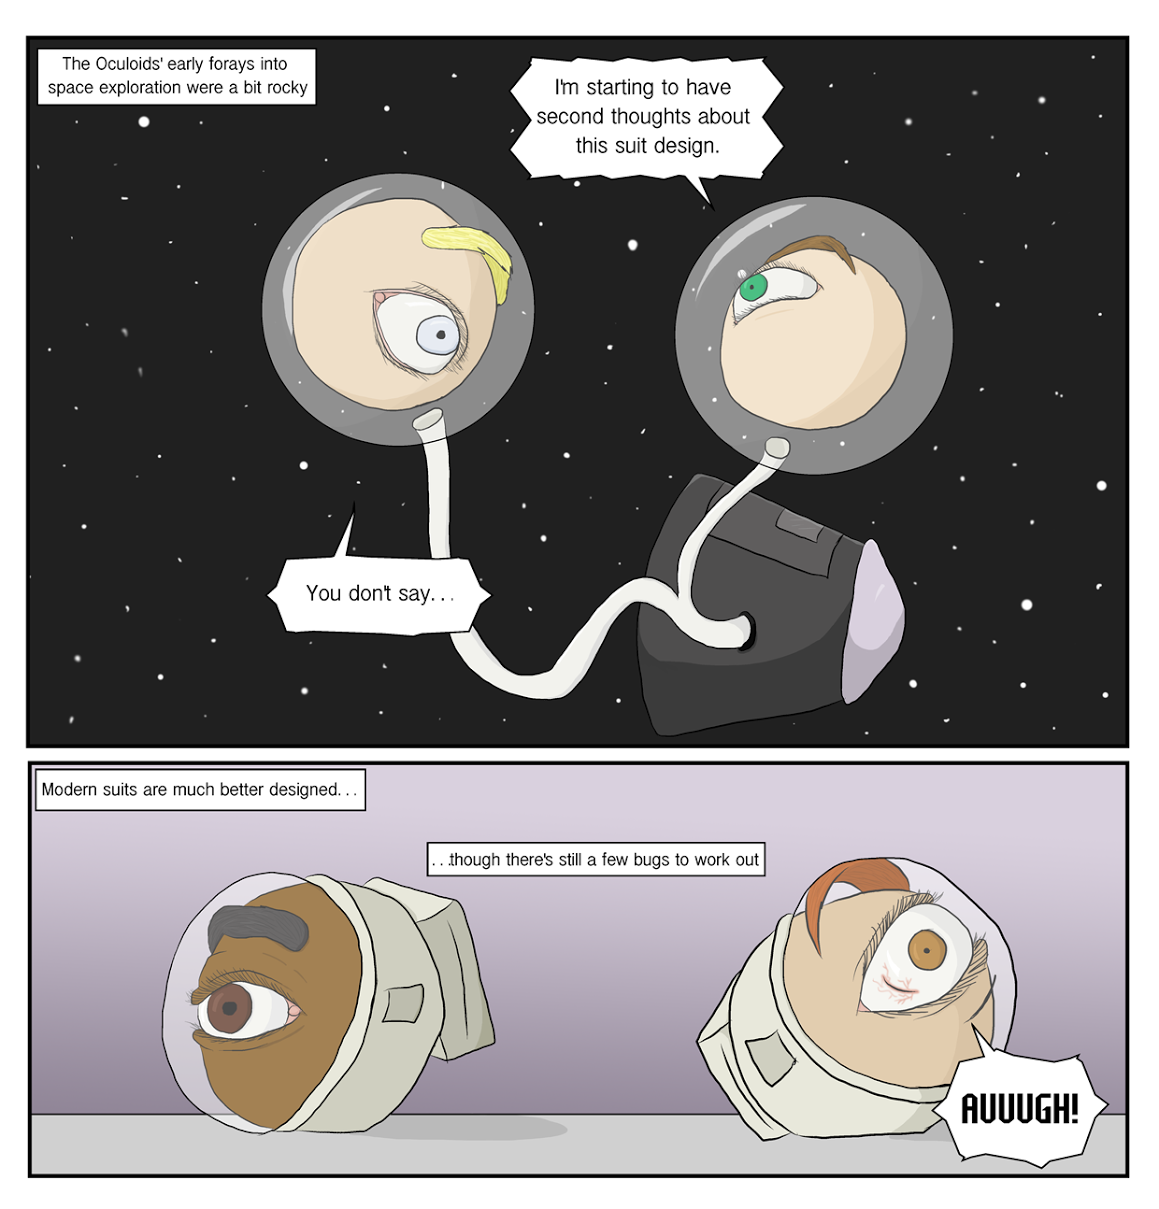 The Oculoids' early forays into
space exploration were a bit rocky
I'm starting to have
second thoughts about
this suit design.
You don't say. . .
Modern suits are much better designed. . .
. . .though there's still a few bugs to work out
AUUUGH!